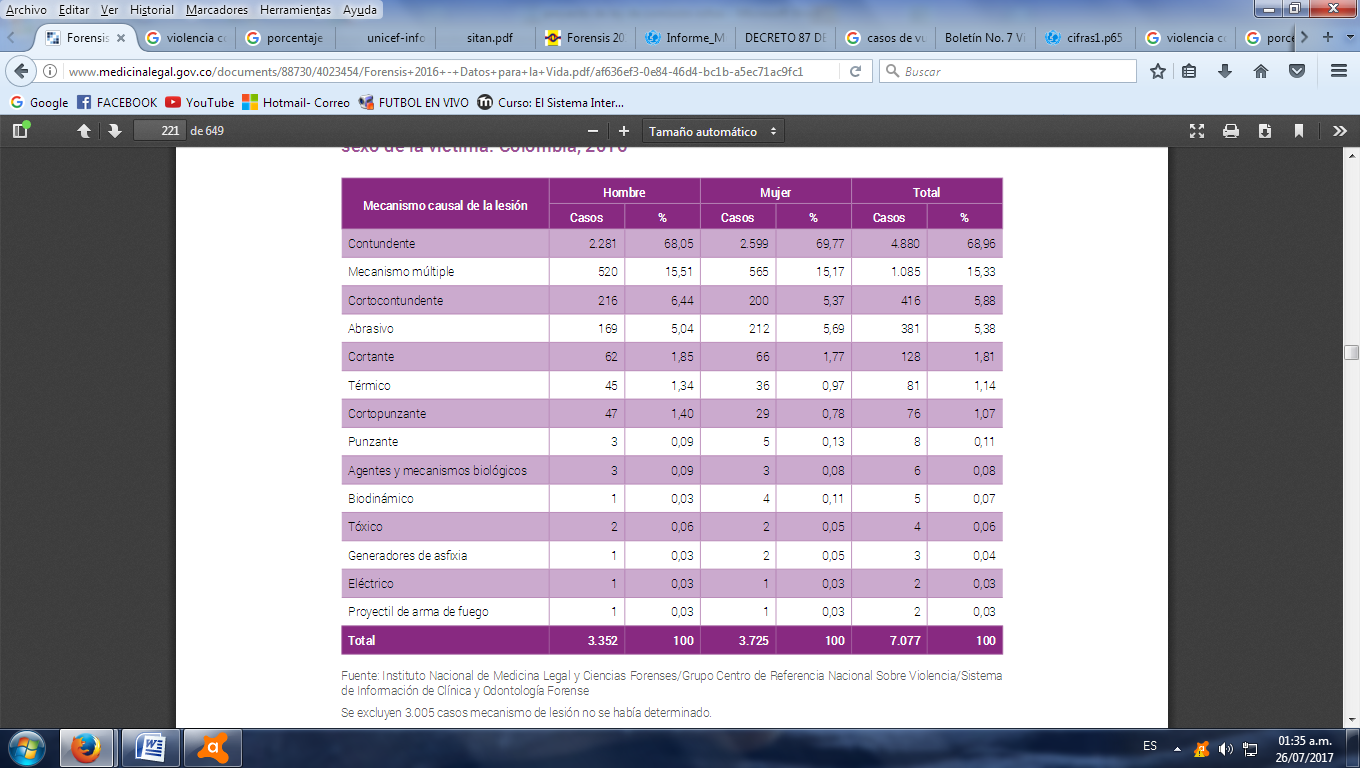 Archivo Editar Ver Historial Marcadores Herramientas Ayuda
Forensis violencia co porcentaje unicef-info sitan.pdf Forensis 20 Informe_M DECRETO 87 DE casos de vu Boletín No. 7 Vi cifras1.p65 violencia co porce
www.medicinalegal.gov.co/documents/88730/4023454/Forensis+2016+-+Datos+para+la+Vida.pdf/af636ef3-0e84-46d4-bc1b-a5ec71ac9fc1 Buscar
Google FACEBOOK YouTube Hotmail- Correo FUTBOL EN VIVO Curso: El Sistema Inter...
221 de 649 Tamaño automático
sexo de la víctima. Colombia, 2016
Mecanismo causal de la lesión Hombre Mujer Total
Casos % Casos % Casos %
Contundente 2.281 68,05 2.599 69,77 4.880 68,96
Mecanismo múltiple 520 15,51 565 15,17 1.085 15,33
Cortocontundente 216 6,44 200 5,37 416 5,88
Abrasivo 169 5,04 212 5,69 381 5,38
Cortante 62 1,85 66 1,77 128 1,81
Térmico 45 1,34 36 0,97 81 1,14
Cortopunzante 47 1,40 29 0,78 76 1,07
Punzante 3 0,09 5 0,13 8 0,11
Agentes y mecanismos biológicos 3 0,09 3 0,08 6 0,08
Biodinámico 1 0,03 4 0,11 5 0,07
Tóxico 2 0,06 2 0,05 4 0,06
Generadores de asfixia 1 0,03 2 0,05 3 0,04
Eléctrico 1 0,03 1 0,03 2 0,03
Proyectil de arma de fuego 1 0,03 1 0,03 2 0,03
Total 3.352 100 3.725 100 7.077 100
Fuente: Instituto Nacional de Medicina Legal y Ciencias Forenses/Grupo Centro de Referencia Nacional Sobre Violencia/Sistema
de Información de Clínica y Odontología Forense
Se excluyen 3.005 casos mecanismo de lesión no se había determinado.
ES 01:35 a.m.
26/07/2017